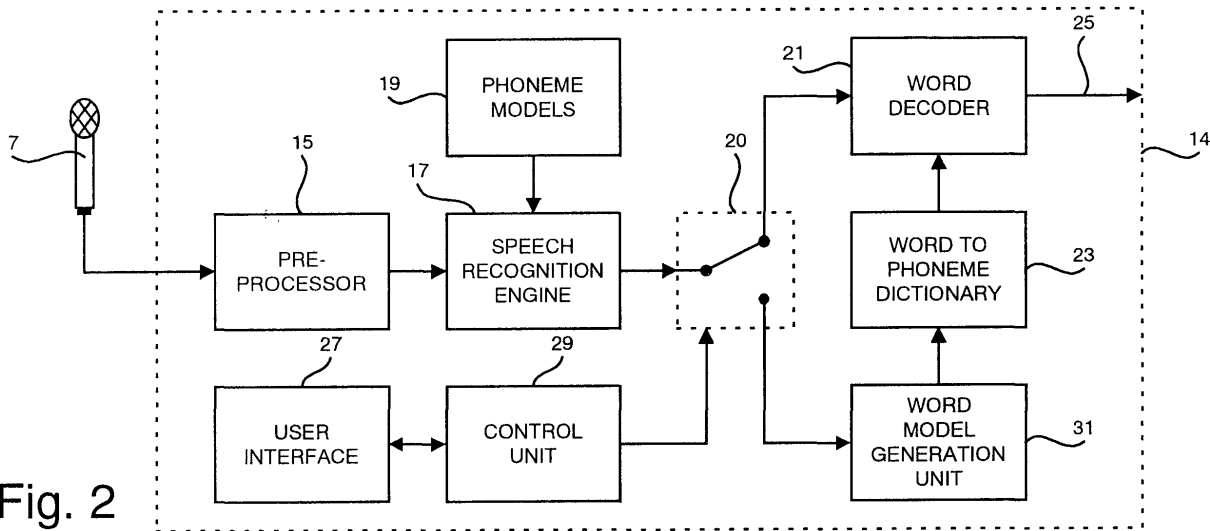 25
21
WORD
DECODER
19
PHONEME
MODELS
7
20
14
15
17
PRE-
PROCESSOR
SPEECH
RECOGNITION
ENGINE
WORD TO
PHONEME
DICTIONARY
23
27
29
USER
INTERFACE
CONTROL
UNIT
WORD
MODEL
GENERATION
UNIT
31
Fig. 2